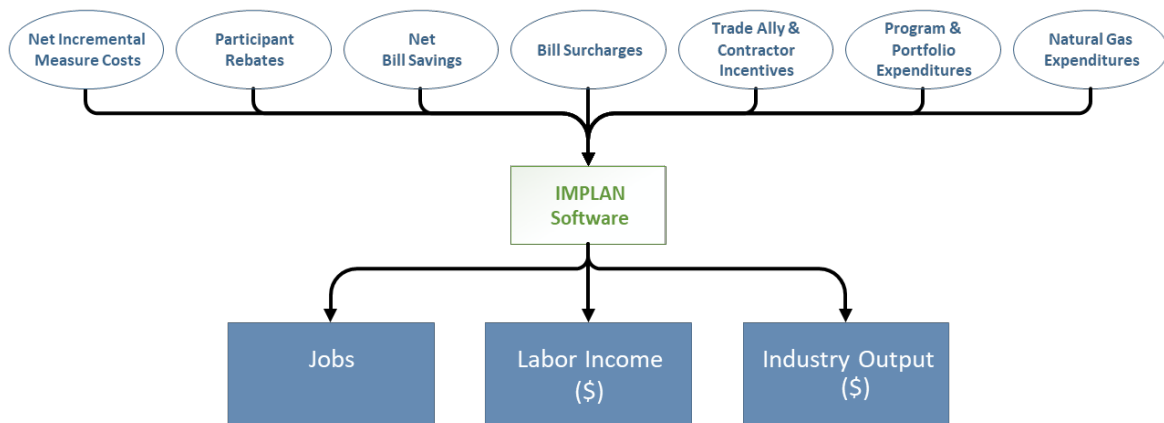 Net Incremental
Measure Costs
Participant
Rebates
Net
Bill Savings
Bill Surcharges
Trade Ally &
Contractor
Incentives
Program &
Portfolio
Expenditures
Natural Gas
Expenditures
IMPLAN
Software
Jobs
Labor Income
($)
Industry Output
($)